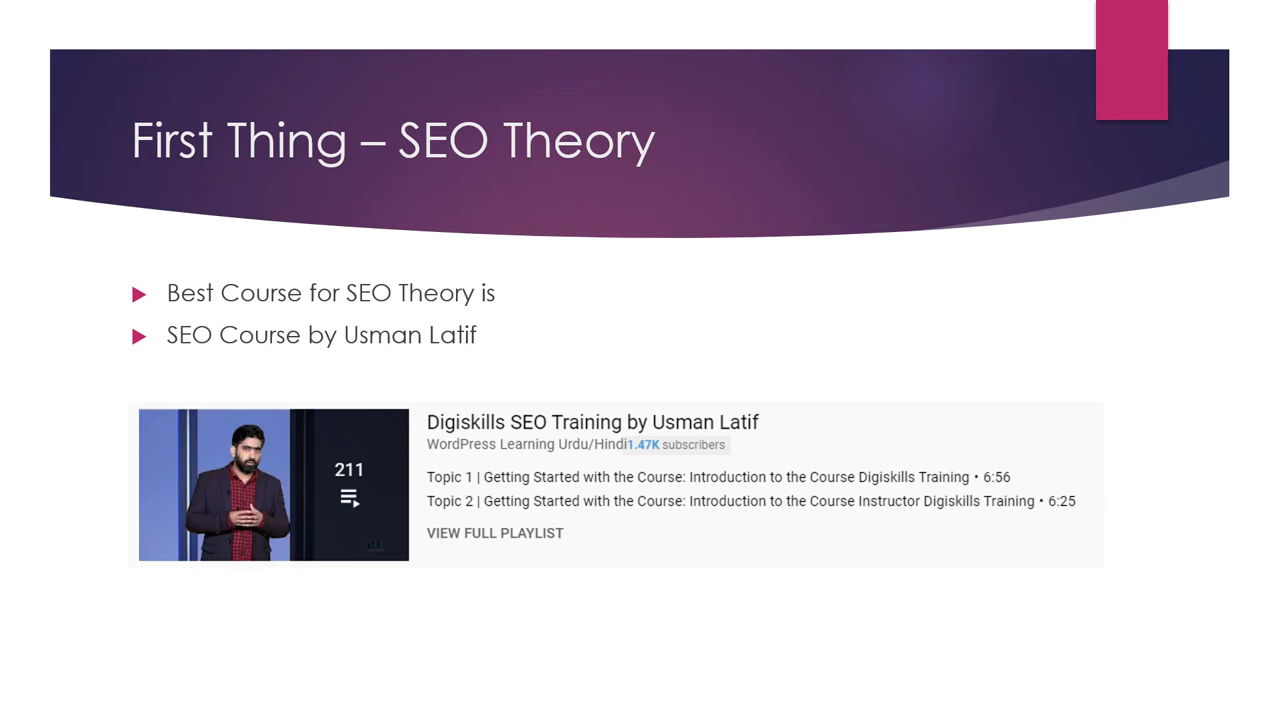 First Thing – SEO Theory
Best Course for SEO Theory is
SEO Course by Usman Latif
211
Digiskills SEO Training by Usman Latif
WordPress Learning Urdu/Hindi1.47K subscribers
Topic 1 | Getting Started with the Course: Introduction to the Course Digiskills Training • 6:56
Topic 2 | Getting Started with the Course: Introduction to the Course Instructor Digiskills Training • 6:25
VIEW FULL PLAYLIST